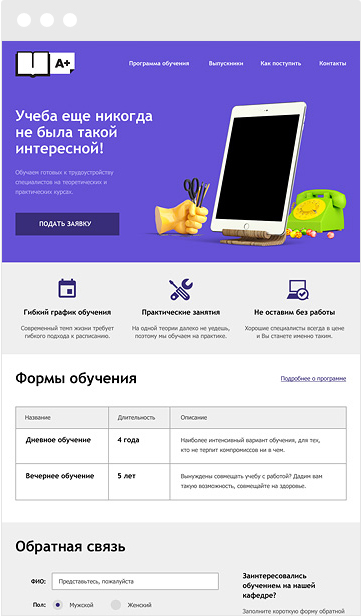 A+
Программа обучения Выпускники Как поступить Контакты
Учеба еще никогда
не была такой
интересной!
Обучаем готовых к трудоустройству
специалистов на теоретических и
практических курсах.
ПОДАТЬ ЗАЯВКУ
Гибкий график обучения
Современный темп жизни требует
гибкого подхода к расписанию.
Практические занятия
На одной теории далеко не уедешь,
поэтому мы обучаем на практике.
Не оставим без работы
Хорошие специалисты всегда в цене
и Вы станете именно таким.
Формы обучения
Подробнее о программе
Название Длительность Описание
Дневное обучение 4 года Наиболее интенсивный вариант обучения, для тех,
кто не терпит компромиссов ни в чем.
Вечернее обучение 5 лет Вынуждены совмещать учебу с работой? Дадим вам
такую возможность, совмещайте на здоровье.
Обратная связь
ФИО: Представьтесь, пожалуйста
Пол: Мужской Женский
Заинтересовались
обучением на нашей
кафедре?
Заполните короткую форму обратной